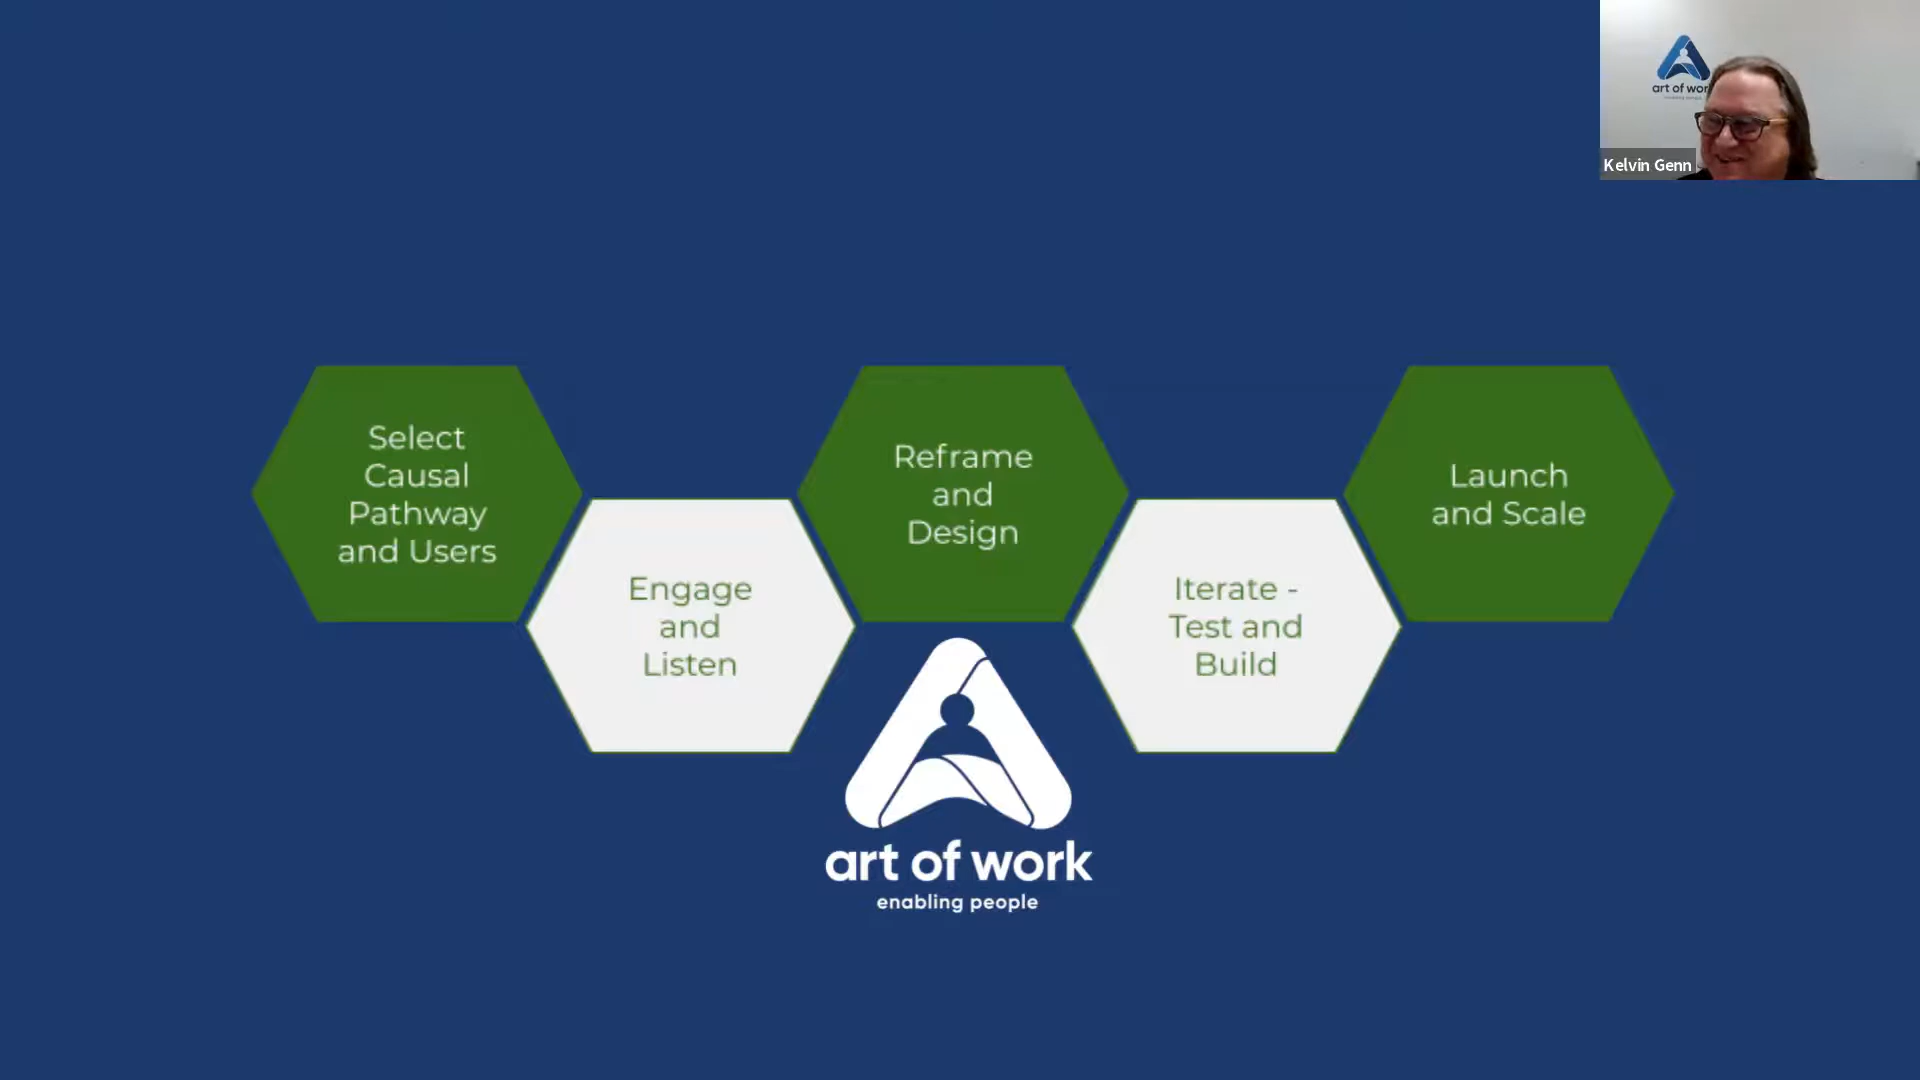 art of wor
Kelvin Genn
Select
Causal
Pathway
and Users
Engage
and
Listen
Reframe
and
Design
Iterate -
Test and
Build
Launch
and Scale
art of work
enabling people